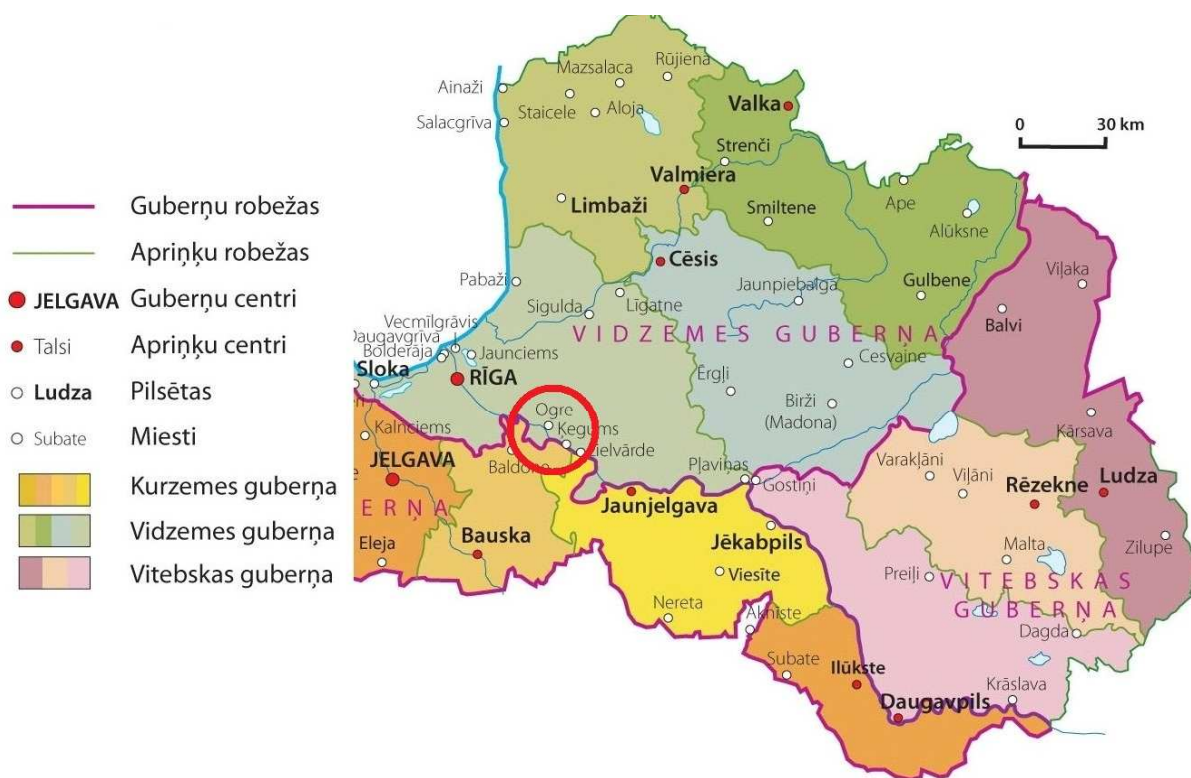 Guberņu robežas
Apriņķu robežas
JELGAVA Guberņu centri
Talsi Apriņķu centri
Ludza Pilsētas
Subate Miesti
Kurzemes guberņa
Vidzemes guberņa
Vitebskas guberņa
0 30 km
Rūjiena
Mazsalaca
Ainaži
Staicele
Aloja
Salacgrīva
Valka
Strenči
Valmiera
Limbaži
Smiltene
Ape
Alūksne
Cēsis
Pabaži
Sigulda
Līgatne
Jaunpiebalga
Gulbene
Viļaka
Balvi
VIDZEMES GUBERŅA
Vecmīlgrāvis
Daugavgrīva
Bolderāja
Jaunciems
Sloka
RĪGA
Cesvaine
Ērgļi
Birži
(Madona)
Ogre
Ķegums
Lielvārde
Kalnciems
JELGAVA
Baldone
ERŅA
Pļaviņas
Gostiņi
Varakļāni
Viļāni
Kārsava
Rēzekne
Ludza
Jaunjelgava
Bauska
Eleja
Jēkabpils
Viesīte
Nereta
Akniste
Malta
Zilupe
Preiļi
VITEBSKAS
GUBERŅA
Dagda
Subate
Ilūkste
Krāslava
Daugavpils